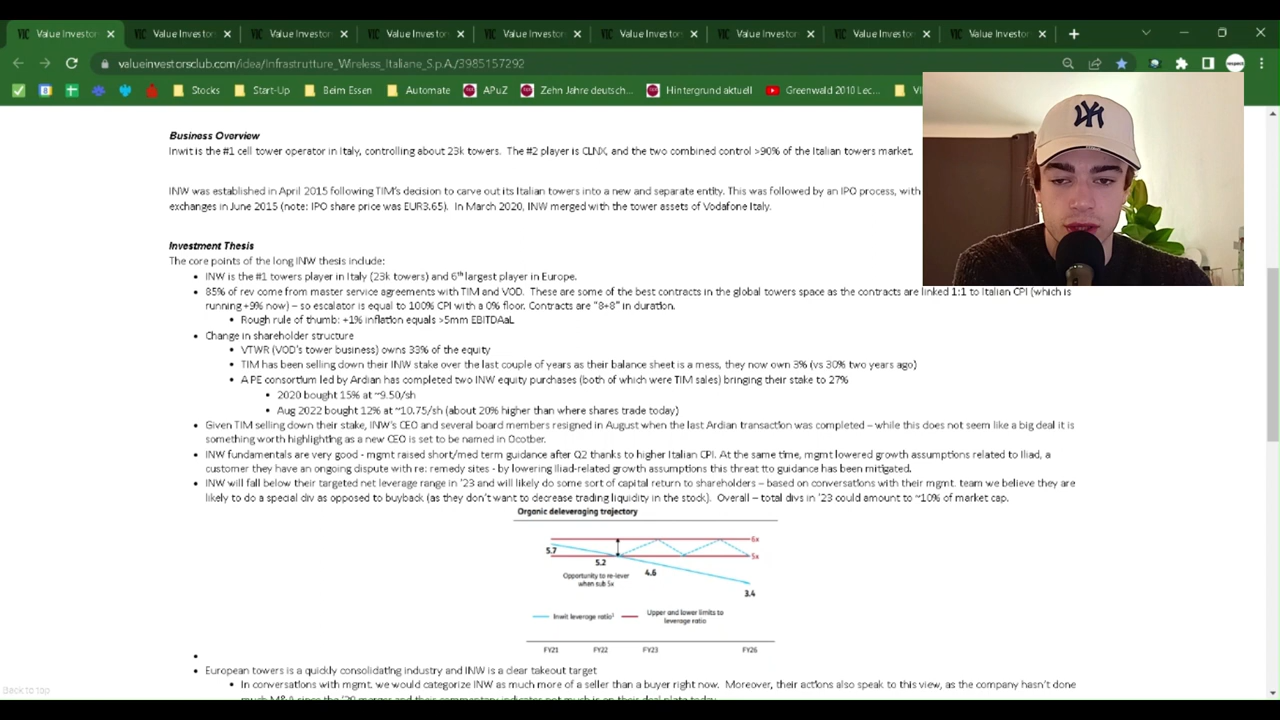 Value Investor
Value Investor
Value Investor
Value Investor
Value Investor
Value Investor
Value Investor
Value Investor
Value Investor
valueinvestorsclub.com/idea/Infrastrutture_Wireless_Italiane_S.p.A./3985157292
Stocks Start-Up Beim Essen Automate APuZ Zehn Jahre deutsch... Hintergrund aktuell Greenwald 2010 Lec...
Business Overview
Inwit is the #1 cell tower operator in Italy, controlling about 23k towers. The #2 player is CLNX, and the two combined control >90% of the Italian towers market.
INW was established in April 2015 following TIM's decision to carve out its Italian towers into a new and separate entity. This was followed by an IPO process, with
exchanges in June 2015 (note: IPO share price was EUR3.65). In March 2020, INW merged with the tower assets of Vodafone Italy.
Investment Thesis
The core points of the long INW thesis include:
• INW is the #1 towers player in Italy (23k towers) and 6th largest player in Europe.
• 85% of rev come from master service agreements with TIM and VOD. These are some of the best contracts in the global towers space as the contracts are linked 1:1 to Italian CPI (which is
running +9% now) – so escalator is equal to 100% CPI with a 0% floor. Contracts are "8+8" in duration.
• Rough rule of thumb: +1% inflation equals >5mm EBITDAaL
• Change in shareholder structure
• VTWR (VOD's tower business) owns 33% of the equity
• TIM has been selling down their INW stake over the last couple of years as their balance sheet is a mess, they now own 3% (vs 30% two years ago)
• A PE consortium led by Ardian has completed two INW equity purchases (both of which were TIM sales) bringing their stake to 27%
• 2020 bought 15% at ~9.50/sh
• Aug 2022 bought 12% at ~10.75/sh (about 20% higher than where shares trade today)
• Given TIM selling down their stake, INW's CEO and several board members resigned in August when the last Ardian transaction was completed – while this does not seem like a big deal it is
something worth highlighting as a new CEO is set to be named in Ocotber.
• INW fundamentals are very good - mgmt raised short/med term guidance after Q2 thanks to higher Italian CPI. At the same time, mgmt lowered growth assumptions related to Iliad, a
customer they have an ongoing dispute with re: remedy sites - by lowering Iliad-related growth assumptions this threat tto guidance has been mitigated.
• INW will fall below their targeted net leverage range in '23 and will likely do some sort of capital return to shareholders – based on conversations with their mgmt. team we believe they are
likely to do a special div as opposed to buyback (as they don't want to decrease trading liquidity in the stock). Overall – total divs in '23 could amount to ~10% of market cap.
Organic deleveraging trajectory
6x
5.7
5x
5.2
4.6
Opportunity to re-lever
when sub 5x
3.4
Inwit leverage ratio¹
Upper and lower limits to
leverage ratio
FY21 FY22 FY23 FY26
•
• European towers is a quickly consolidating industry and INW is a clear takeout target
• In conversations with mgmt. we would categorize INW as much more of a seller than a buyer right now. Moreover, their actions also speak to this view, as the company hasn't done
Back to top